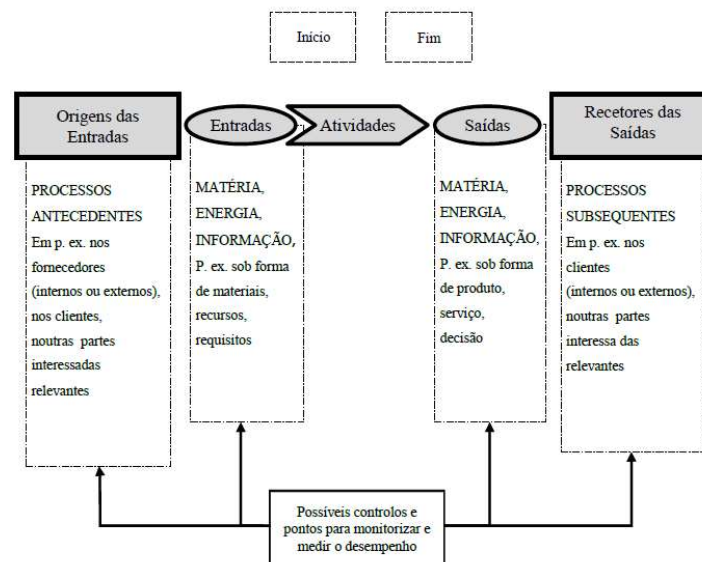 Início
Fim
Origens das
Entradas
Entradas
Atividades
Saídas
Recetores das
Saídas
PROCESSOS
ANTECEDENTES
Em p. ex. nos
fornecedores
(internos ou externos),
nos clientes,
noutras partes
interessadas
relevantes
MATÉRIA,
ENERGIA,
INFORMAÇÃO,
P. ex. sob forma
de materiais,
recursos,
requisitos
MATÉRIA,
ENERGIA,
INFORMAÇÃO,
P. ex. sob forma
de produto,
serviço,
decisão
PROCESSOS
SUBSEQUENTES
Em p. ex. nos
clientes
(internos ou externos),
noutras partes
interessa das
relevantes
Possíveis controlos e
pontos para monitorizar e
medir o desempenho